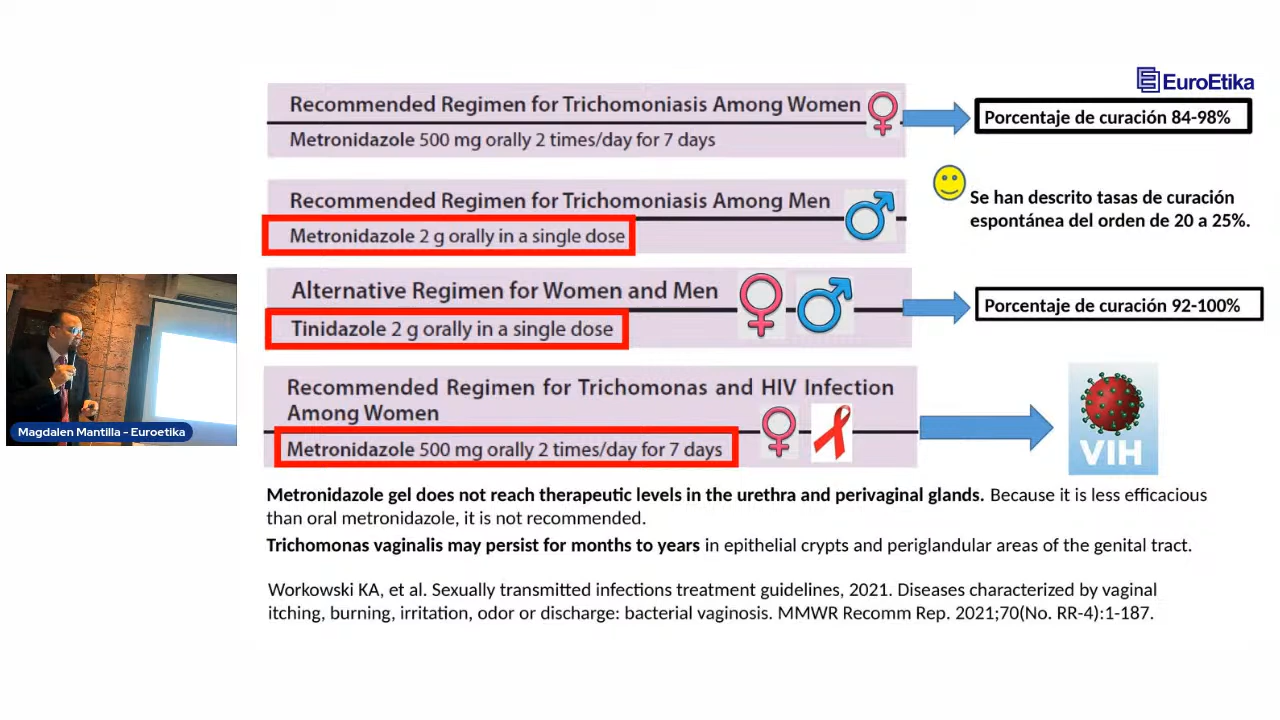 EuroEtika
Recommended Regimen for Trichomoniasis Among Women
Metronidazole 500 mg orally 2 times/day for 7 days
Porcentaje de curación 84-98%
Recommended Regimen for Trichomoniasis Among Men
Metronidazole 2 g orally in a single dose
Se han descrito tasas de curación
espontánea del orden de 20 a 25%.
Alternative Regimen for Women and Men
Tinidazole 2 g orally in a single dose
Porcentaje de curación 92-100%
Recommended Regimen for Trichomonas and HIV Infection
Among Women
Metronidazole 500 mg orally 2 times/day for 7 days
VIH
Magdalen Mantilla - Euroetika
Metronidazole gel does not reach therapeutic levels in the urethra and perivaginal glands. Because it is less efficacious
than oral metronidazole, it is not recommended.
Trichomonas vaginalis may persist for months to years in epithelial crypts and periglandular areas of the genital tract.
Workowski KA, et al. Sexually transmitted infections treatment guidelines, 2021. Diseases characterized by vaginal
itching, burning, irritation, odor or discharge: bacterial vaginosis. MMWR Recomm Rep. 2021;70(No. RR-4):1-187.